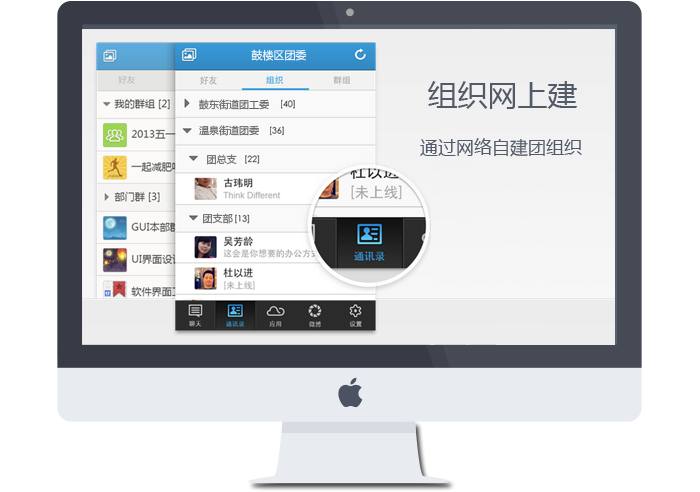 鼓楼区团委
好友
好友
组织
群组
我的群组 [2]
2013五一
一起减肥吧
部门群 [3]
GUI本部群
UI界面设计
软件界面
鼓东街道团工委 [40]
温泉街道团委 [36]
团总支 [22]
古玮明
Think Different
团支部 [13]
吴芳龄
这会是你想要的办公方式
杜以进
[未上线]
聊天
通讯录
应用
微博
设置
杜以进
[未上线]
通讯录
组织网上建
通过网络自建团组织